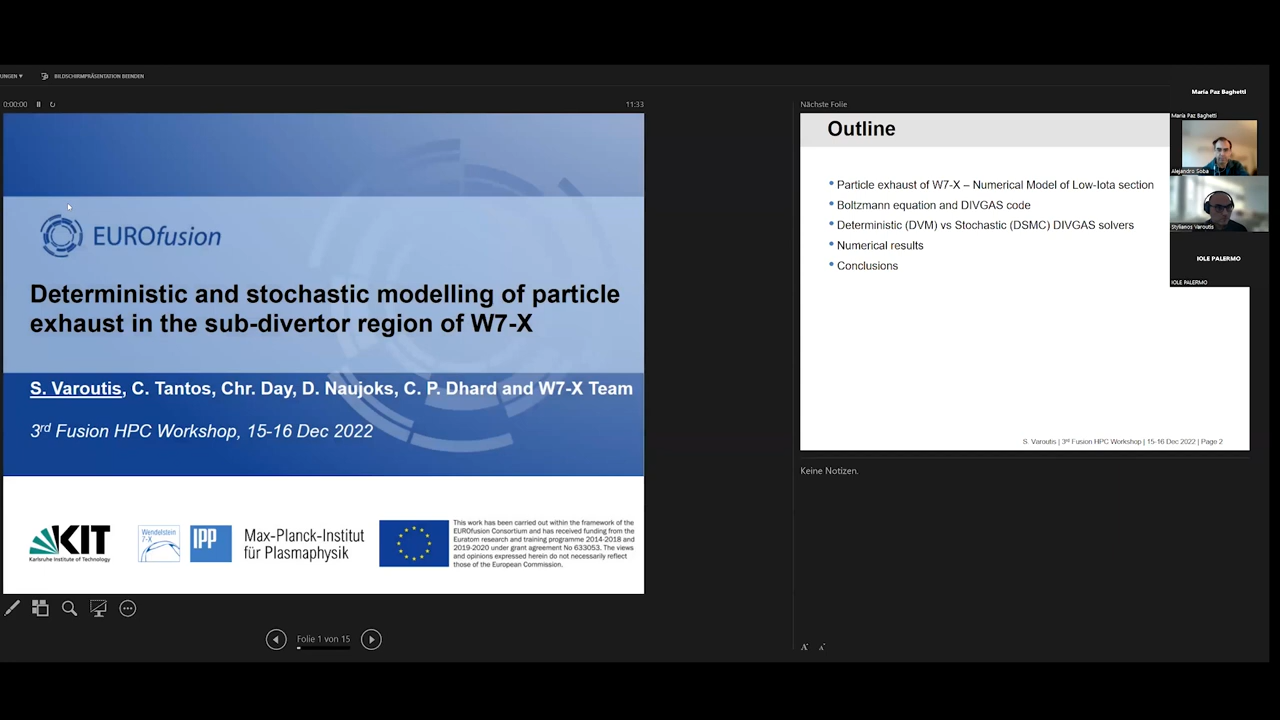 UNGEN ▾
BILDSCHIRMPRÄSENTATION BEENDEN
0:00:00
11:33
EUROfusion
Deterministic and stochastic modelling of particle
exhaust in the sub-divertor region of W7-X
S. Varoutis, C. Tantos, Chr. Day, D. Naujoks, C. P. Dhard and W7-X Team
3rd Fusion HPC Workshop, 15-16 Dec 2022
KIT
Karlsruhe Institute of Technology
Wendelstein
7-X
IPP
Max-Planck-Institut
für Plasmaphysik
This work has been carried out within the framework of the
EUROfusion Consortium and has received funding from the
Euratom research and training programme 2014-2018 and
2019-2020 under grant agreement No 633053. The views
and opinions expressed herein do not necessarily reflect
those of the European Commission.
Folie 1 von 15
Nächste Folie
Outline
• Particle exhaust of W7-X – Numerical Model of Low-Iota section
• Boltzmann equation and DIVGAS code
• Deterministic (DVM) vs Stochastic (DSMC) DIVGAS solvers
• Numerical results
• Conclusions
S. Varoutis | 3rd Fusion HPC Workshop | 15-16 Dec 2022 | Page 2
Keine Notizen.
A A
María Paz Baghetti
María Paz Baghetti
Alejandro Soba
Stylianos Varoutis
IOLE PALERMO
IOLE PALERMO